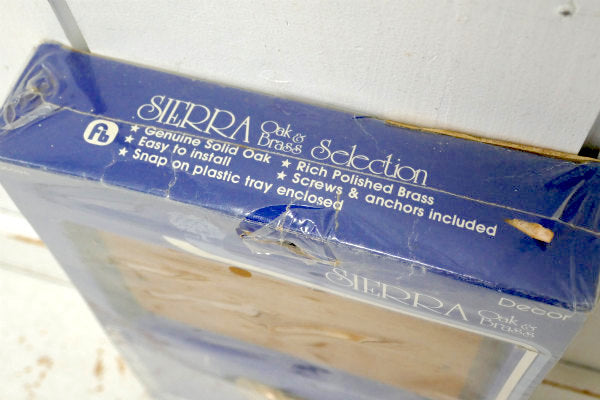 SIERRA Oak & Brass Selection
fb
★ Genuine Solid Oak ★ Rich Polished Brass
★ Easy to install ★ Screws & anchors included
★ Snap on plastic tray enclosed
Decor
SIERRA Oak & Brass